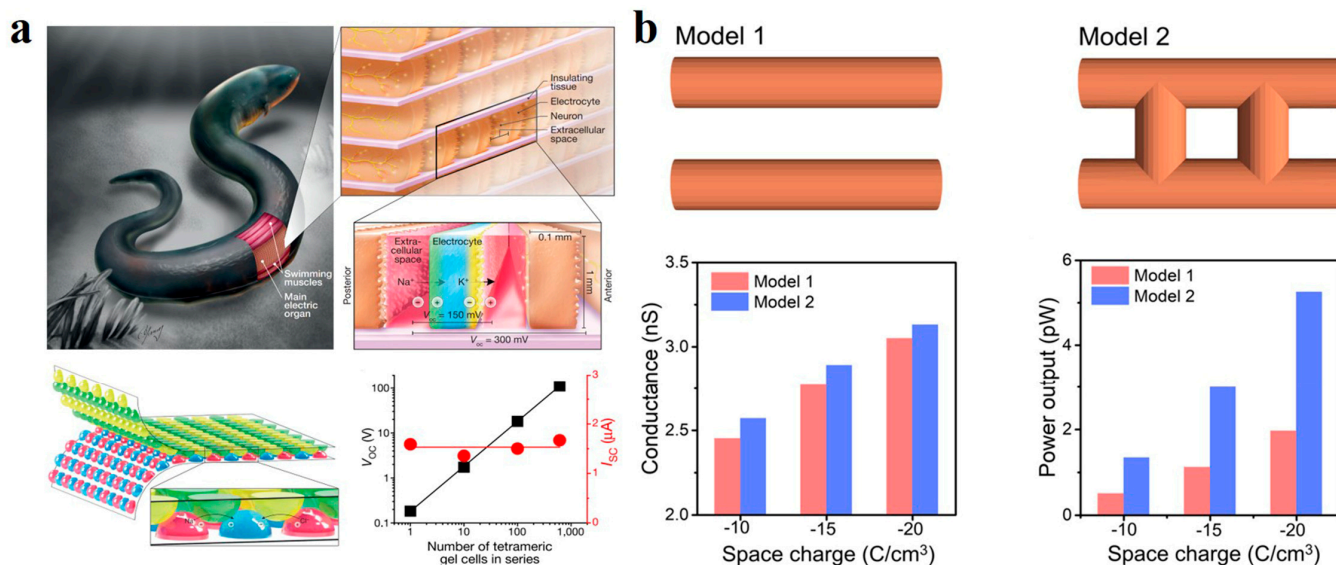 a
Insulating
tissue
Electrocyte
Neuron
Extracellular
space
Swimming
muscles
Main
electric
organ
Posterior
Extra-
cellular
space
Electrocyte
0.1 mm
1 mm
Anterior
Na⁺
K⁺
− + − +
V_oc = 150 mV
V_oc = 300 mV
V_OC (V)
100
10
1
0.1
1
10
100
1,000
Number of tetrameric
gel cells in series
3
2
1
0
I_SC (μA)
b
Model 1
Model 2
Conductance (nS)
3.5
3.0
2.5
2.0
Model 1
Model 2
-10
-15
-20
Space charge (C/cm³)
Power output (pW)
6
4
2
0
Model 1
Model 2
-10
-15
-20
Space charge (C/cm³)